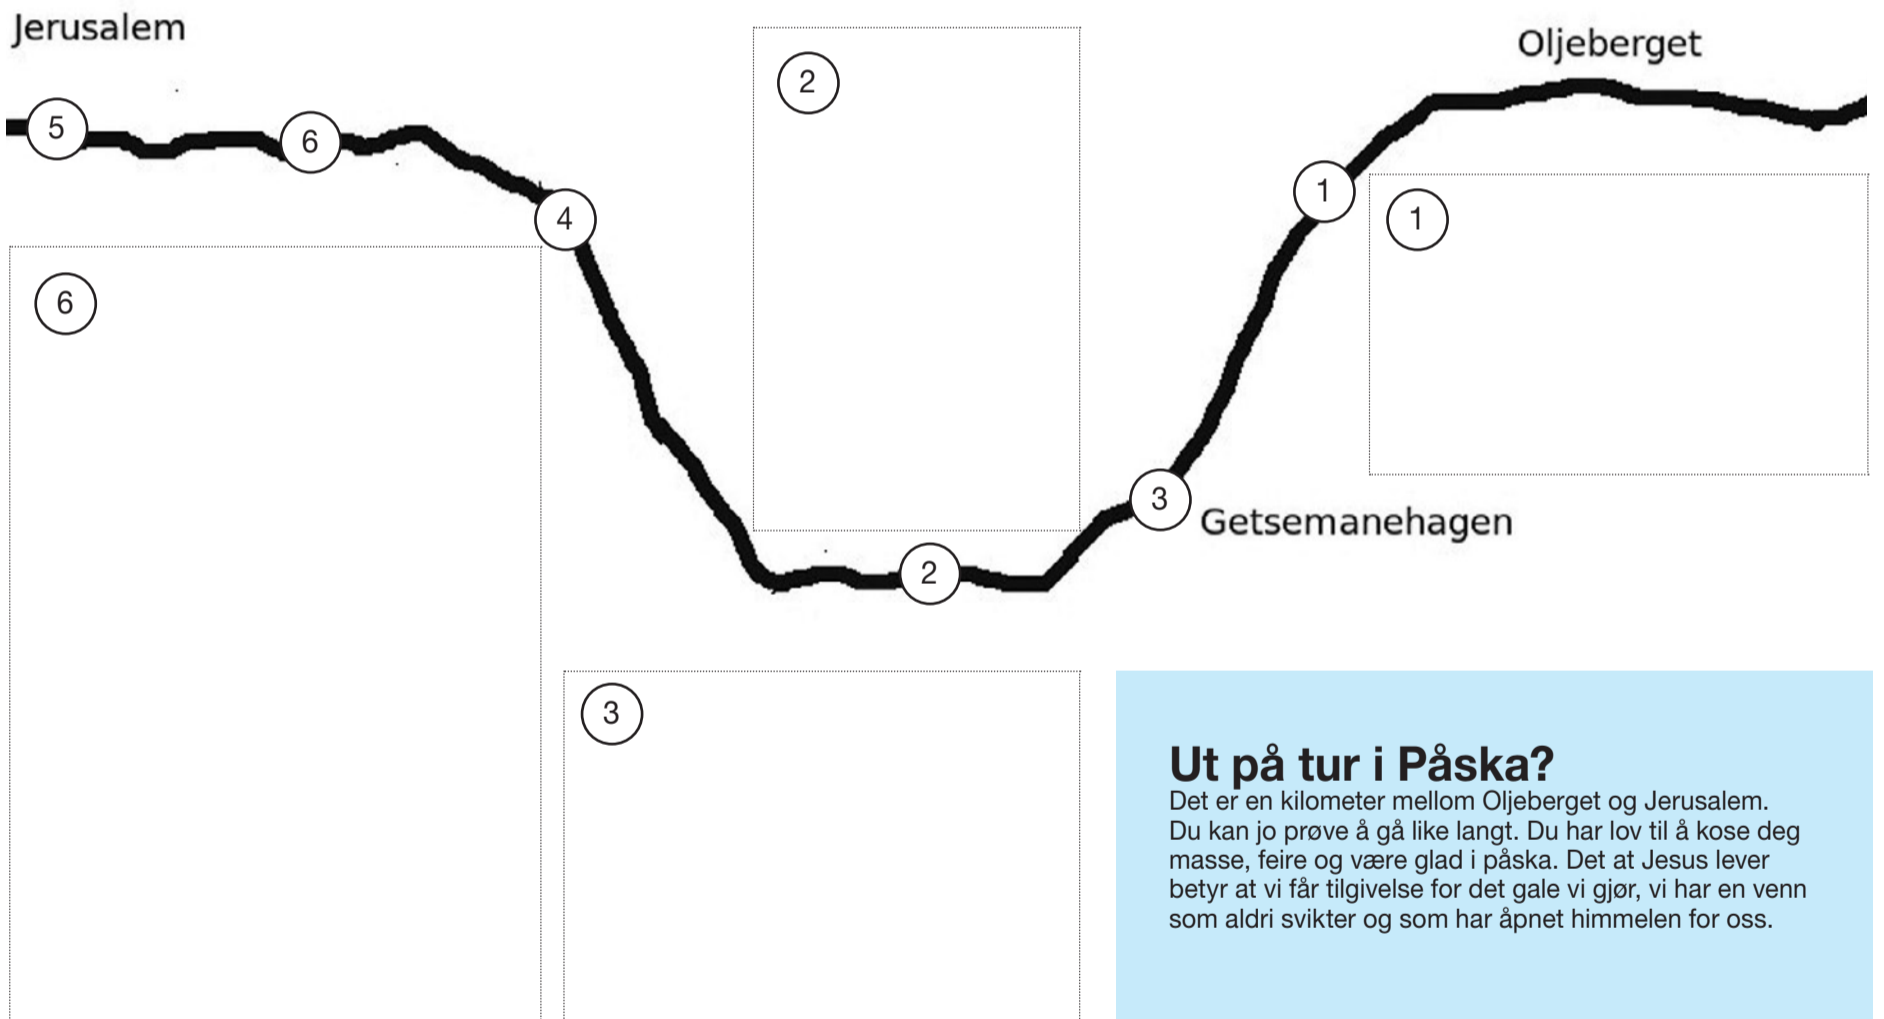 Jerusalem
Oljeberget
2
5
6
1
4
1
6
3
Getsemanehagen
2
3
Ut på tur i Påska?
Det er en kilometer mellom Oljeberget og Jerusalem.
Du kan jo prøve å gå like langt. Du har lov til å kose deg
masse, feire og være glad i påska. Det at Jesus lever
betyr at vi får tilgivelse for det gale vi gjør, vi har en venn
som aldri svikter og som har åpnet himmelen for oss.